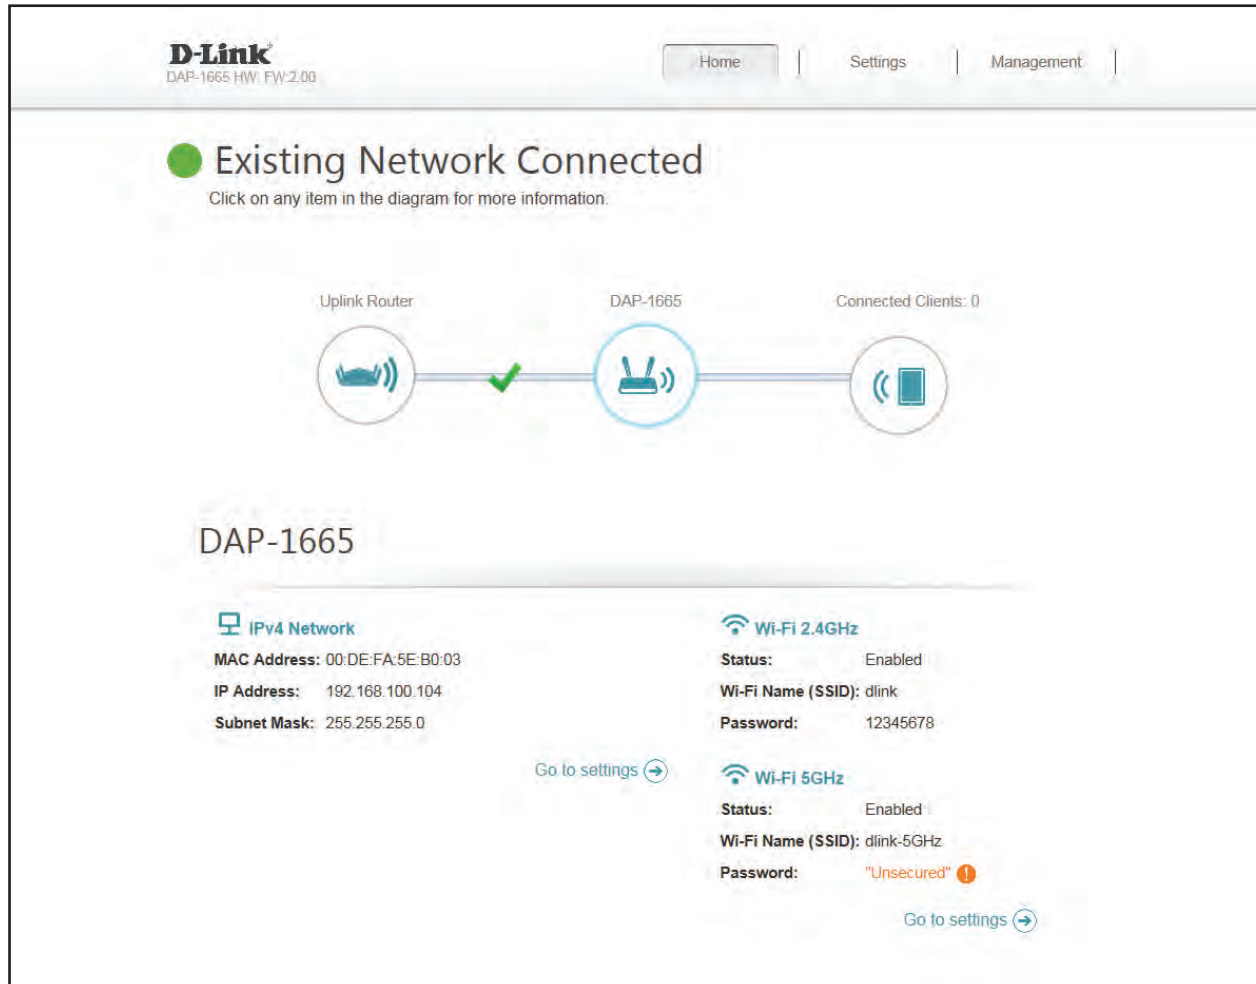 D-Link
DAP-1665 HW: FW:2.00
Home
Settings
Management
Existing Network Connected
Click on any item in the diagram for more information.
Uplink Router
DAP-1665
Connected Clients: 0
DAP-1665
IPv4 Network
MAC Address: 00:DE:FA:5E:B0:03
IP Address: 192.168.100.104
Subnet Mask: 255.255.255.0
Go to settings
Wi-Fi 2.4GHz
Status: Enabled
Wi-Fi Name (SSID): dlink
Password: 12345678
Wi-Fi 5GHz
Status: Enabled
Wi-Fi Name (SSID): dlink-5GHz
Password: "Unsecured"
Go to settings